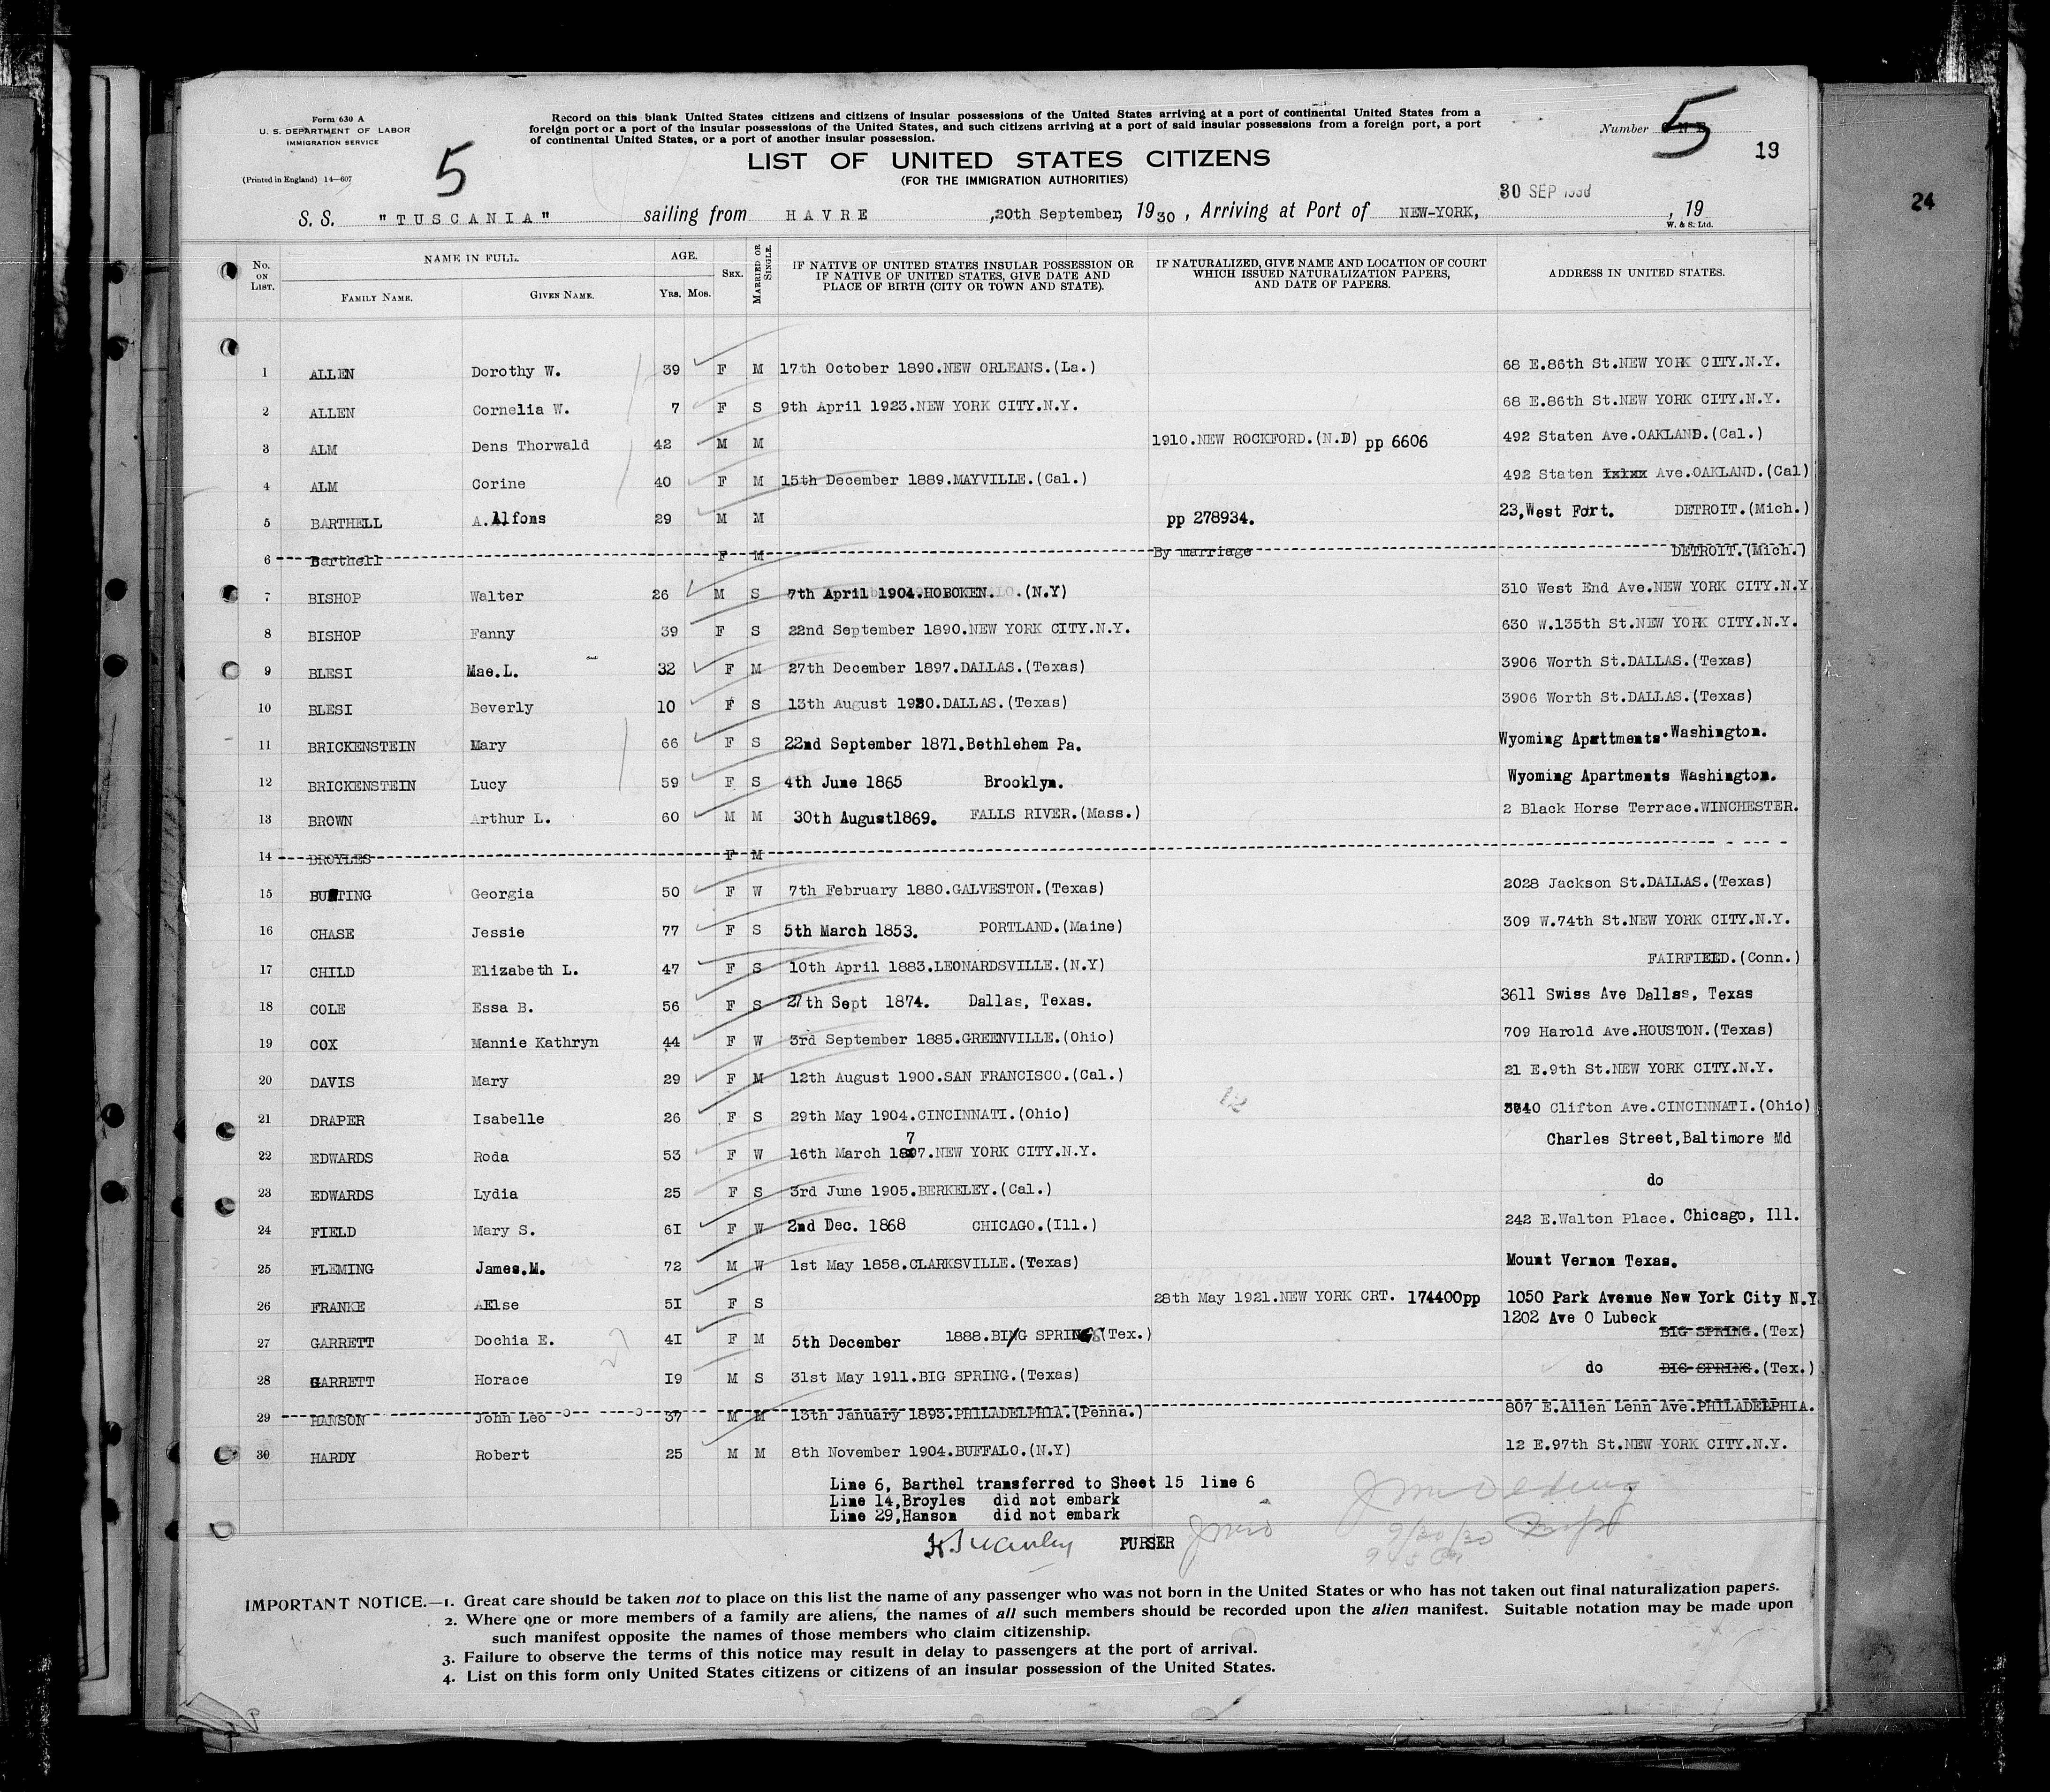 Form 630 A
U. S. DEPARTMENT OF LABOR
IMMIGRATION SERVICE
(Printed in England) 14—607
5
Record on this blank United States citizens and citizens of insular possessions of the United States arriving at a port of continental United States from a
foreign port or a port of the insular possessions of the United States, and such citizens arriving at a port of said insular possessions from a foreign port, a port
of continental United States, or a port of another insular possession.
LIST OF UNITED STATES CITIZENS
(FOR THE IMMIGRATION AUTHORITIES)
Number 5
19
24
S. S. "TUSCANIA" sailing from HAVRE ,20th September, 1930, Arriving at Port of NEW-YORK, 30 SEP 1930, 19
W. & S. Ltd.
No. ON LIST. NAME IN FULL. FAMILY NAME. GIVEN NAME. AGE. YRS. MOS. SEX. MARRIED OR SINGLE. IF NATIVE OF UNITED STATES INSULAR POSSESSION OR IF NATIVE OF UNITED STATES, GIVE DATE AND PLACE OF BIRTH (CITY OR TOWN AND STATE). IF NATURALIZED, GIVE NAME AND LOCATION OF COURT WHICH ISSUED NATURALIZATION PAPERS, AND DATE OF PAPERS. ADDRESS IN UNITED STATES.
1 ALLEN Dorothy W. 39 F M 17th October 1890.NEW ORLEANS.(La.) 68 E.86th St.NEW YORK CITY.N.Y.
2 ALLEN Cornelia W. 7 F S 9th April 1923.NEW YORK CITY.N.Y. 68 E.86th St.NEW YORK CITY.N.Y.
3 ALM Dens Thorwald 42 M M 1910.NEW ROCKFORD.(N.D) pp 6606 492 Staten Ave.OAKLAND.(Cal.)
4 ALM Corine 40 F M 15th December 1889.MAYVILLE.(Cal.) 492 Staten Ave.OAKLAND.(Cal)
5 BARTHELL A.Alfons 29 M M pp 278934. 23,West Fort. DETROIT.(Mich.)
6 Barthell F M By marriage DETROIT.(Mich.)
7 BISHOP Walter 26 M S 7th April 1904.HOBOKEN. .(N.Y) 310 West End Ave.NEW YORK CITY.N.Y
8 BISHOP Fanny 39 F S 22nd September 1890.NEW YORK CITY.N.Y. 630 W.135th St.NEW YORK CITY.N.Y.
9 BLESI Mae.L. 32 F M 27th December 1897.DALLAS.(Texas) 3906 Worth St.DALLAS.(Texas)
10 BLESI Beverly 10 F S 13th August 1920.DALLAS.(Texas) 3906 Worth St.DALLAS.(Texas)
11 BRICKENSTEIN Mary 66 F S 22nd September 1871.Bethlehem Pa. Wyoming Apattments.Washington.
12 BRICKENSTEIN Lucy 59 F S 4th June 1865 Brooklyn. Wyoming Apartments Washington.
13 BROWN Arthur L. 60 M M 30th August1869. FALLS RIVER.(Mass.) 2 Black Horse Terrace.WINCHESTER.
14 BROYLES F M
15 BUNTING Georgia 50 F W 7th February 1880.GALVESTON.(Texas) 2028 Jackson St.DALLAS.(Texas)
16 CHASE Jessie 77 F S 5th March 1853. PORTLAND.(Maine) 309 W.74th St.NEW YORK CITY.N.Y.
17 CHILD Elizabeth L. 47 F S 10th April 1883.LEONARDSVILLE.(N.Y) FAIRFIELD.(Conn.)
18 COLE Essa B. 56 F S 27th Sept 1874. Dallas, Texas. 3611 Swiss Ave Dallas, Texas
19 COX Mannie Kathryn 44 F W 3rd September 1885.GREENVILLE.(Ohio) 709 Harold Ave.HOUSTON.(Texas)
20 DAVIS Mary 29 F M 12th August 1900.SAN FRANCISCO.(Cal.) 21 E.9th St.NEW YORK CITY.N.Y.
21 DRAPER Isabelle 26 F S 29th May 1904.CINCINNATI.(Ohio) 12 Clifton Ave.CINCINNATI.(Ohio)
22 EDWARDS Roda 53 F W 16th March 1877.NEW YORK CITY.N.Y. Charles Street,Baltimore Md
23 EDWARDS Lydia 25 F S 3rd June 1905.BERKELEY.(Cal.) do
24 FIELD Mary S. 6I F W 2nd Dec. 1868 CHICAGO.(Ill.) 242 E.Walton Place. Chicago, Ill.
25 FLEMING James.M. 72 M W 1st May 1858.CLARKSVILLE.(Texas) Mount Vernon Texas.
26 FRANKE AElse 5I F S 28th May 1921.NEW YORK CRT. 174400pp 1050 Park Avenue New York City N.Y
27 GARRETT Dochia E. 4I F M 5th December 1888.BING SPRING(Tex.) 1202 Ave O Lubeck BIG SPRING.(Tex)
28 GARRETT Horace I9 M S 31st May 1911.BIG SPRING.(Texas) do BIG SPRING.(Tex.)
29 HANSON John Leo 37 M M 13th January 1893.PHILADELPHIA.(Penna.) 807 E.Allen Lenn Ave.PHILADELPHIA.
30 HARDY Robert 25 M M 8th November 1904.BUFFALO.(N.Y) 12 E.97th St.NEW YORK CITY.N.Y.
Line 6, Barthel transferred to Sheet 15 line 6
Line 14,Broyles did not embark
Line 29,Hanson did not embark
PURSER
9/30/30
IMPORTANT NOTICE.—1. Great care should be taken not to place on this list the name of any passenger who was not born in the United States or who has not taken out final naturalization papers.
2. Where one or more members of a family are aliens, the names of all such members should be recorded upon the alien manifest. Suitable notation may be made upon
such manifest opposite the names of those members who claim citizenship.
3. Failure to observe the terms of this notice may result in delay to passengers at the port of arrival.
4. List on this form only United States citizens or citizens of an insular possession of the United States.